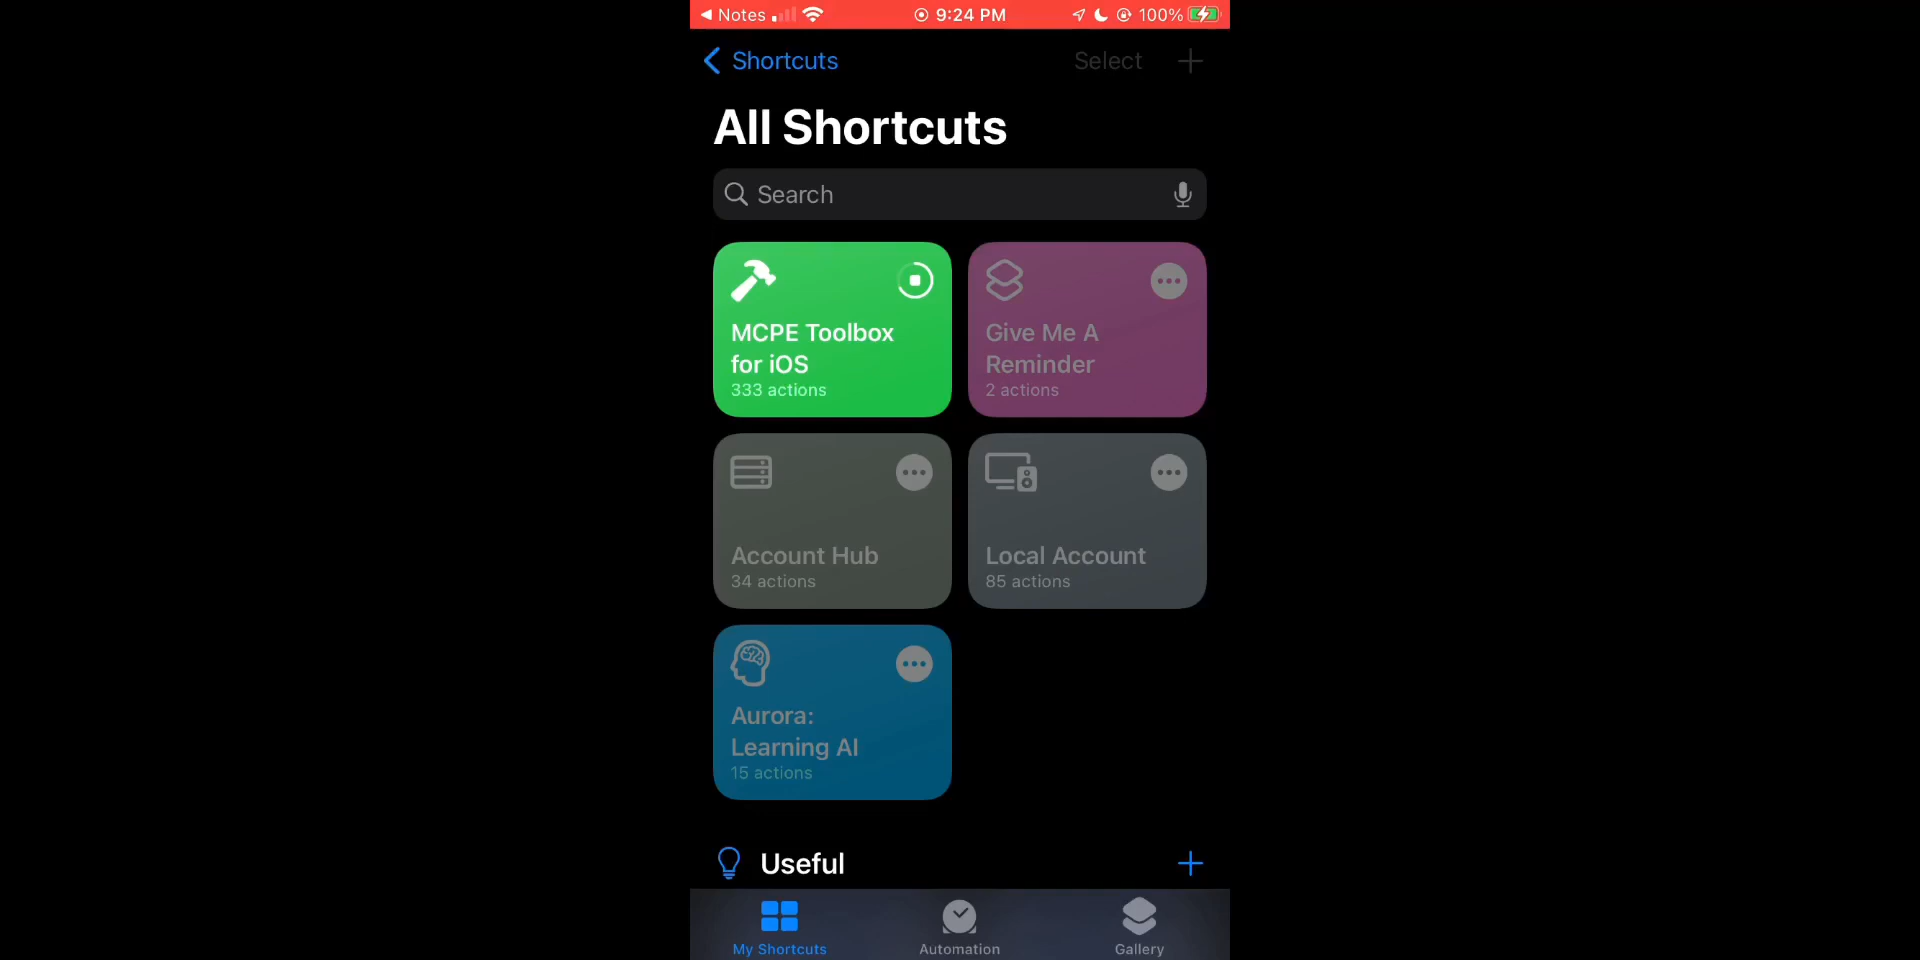 Notes 9:24 PM 100%
Shortcuts Select
All Shortcuts
Search
MCPE Toolbox
for iOS
333 actions
Give Me A
Reminder
2 actions
Account Hub
34 actions
Local Account
85 actions
Aurora:
Learning AI
15 actions
Useful
My Shortcuts Automation Gallery